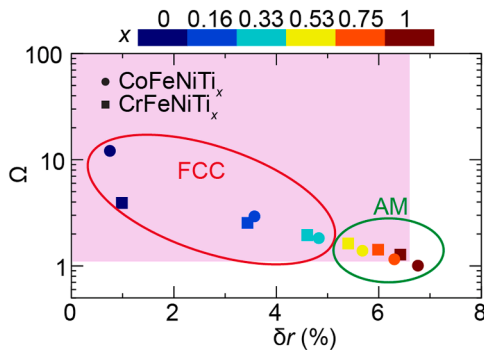 x 0 0.16 0.33 0.53 0.75 1
100
CoFeNiTiₓ
CrFeNiTiₓ
FCC
10
Ω
AM
1
0 2 4 6 8
δr (%)